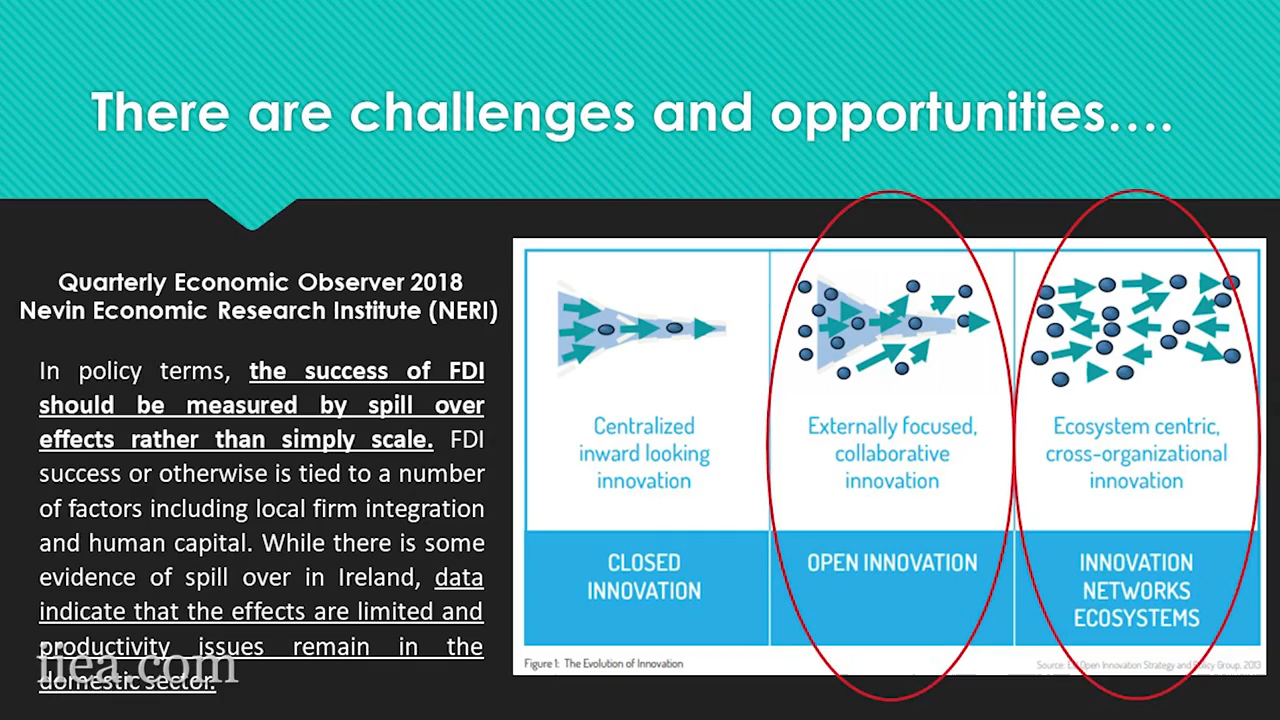 There are challenges and opportunities....
Quarterly Economic Observer 2018
Nevin Economic Research Institute (NERI)
In policy terms, the success of FDI
should be measured by spill over
effects rather than simply scale. FDI
success or otherwise is tied to a number
of factors including local firm integration
and human capital. While there is some
evidence of spill over in Ireland, data
indicate that the effects are limited and
productivity issues remain in the
domestic sector.
iiea.com
Centralized
inward looking
innovation
CLOSED
INNOVATION
Externally focused,
collaborative
innovation
OPEN INNOVATION
Ecosystem centric,
cross-organizational
innovation
INNOVATION
NETWORKS
ECOSYSTEMS
Figure 1: The Evolution of Innovation
Source: EU Open Innovation Strategy and Policy Group, 2013